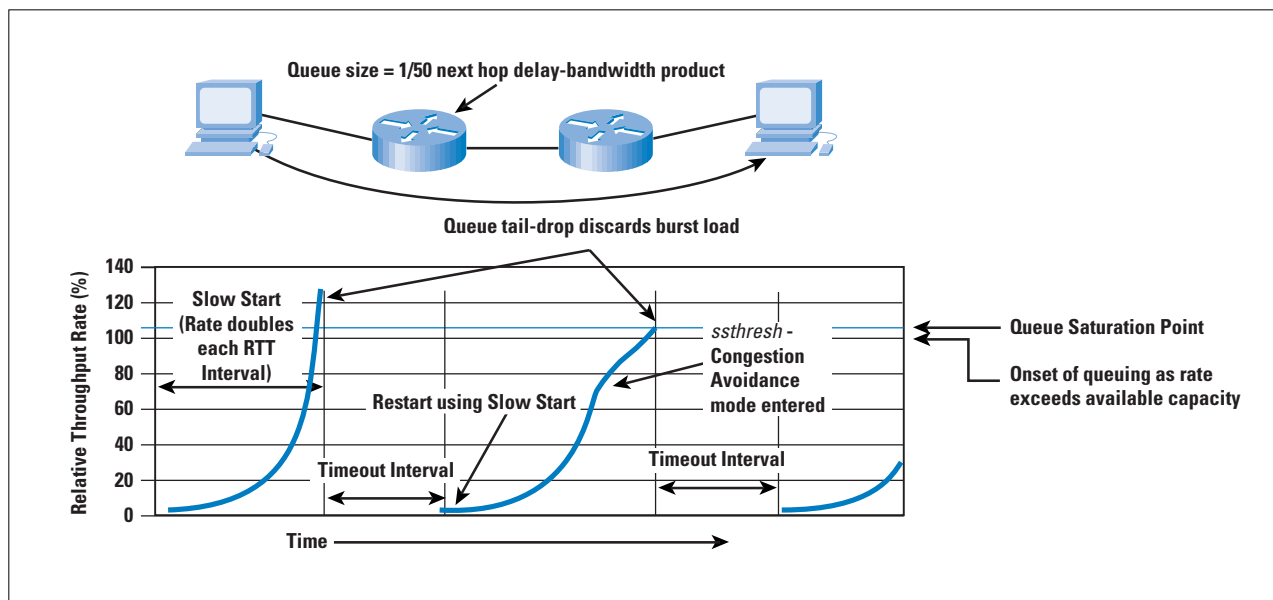 Queue size = 1/50 next hop delay-bandwidth product
Queue tail-drop discards burst load
Relative Throughput Rate (%)
140
120
100
80
60
40
20
0
Slow Start
(Rate doubles
each RTT
Interval)
Restart using Slow Start
Timeout Interval
ssthresh -
Congestion
Avoidance
mode entered
Timeout Interval
Queue Saturation Point
Onset of queuing as rate
exceeds available capacity
Time